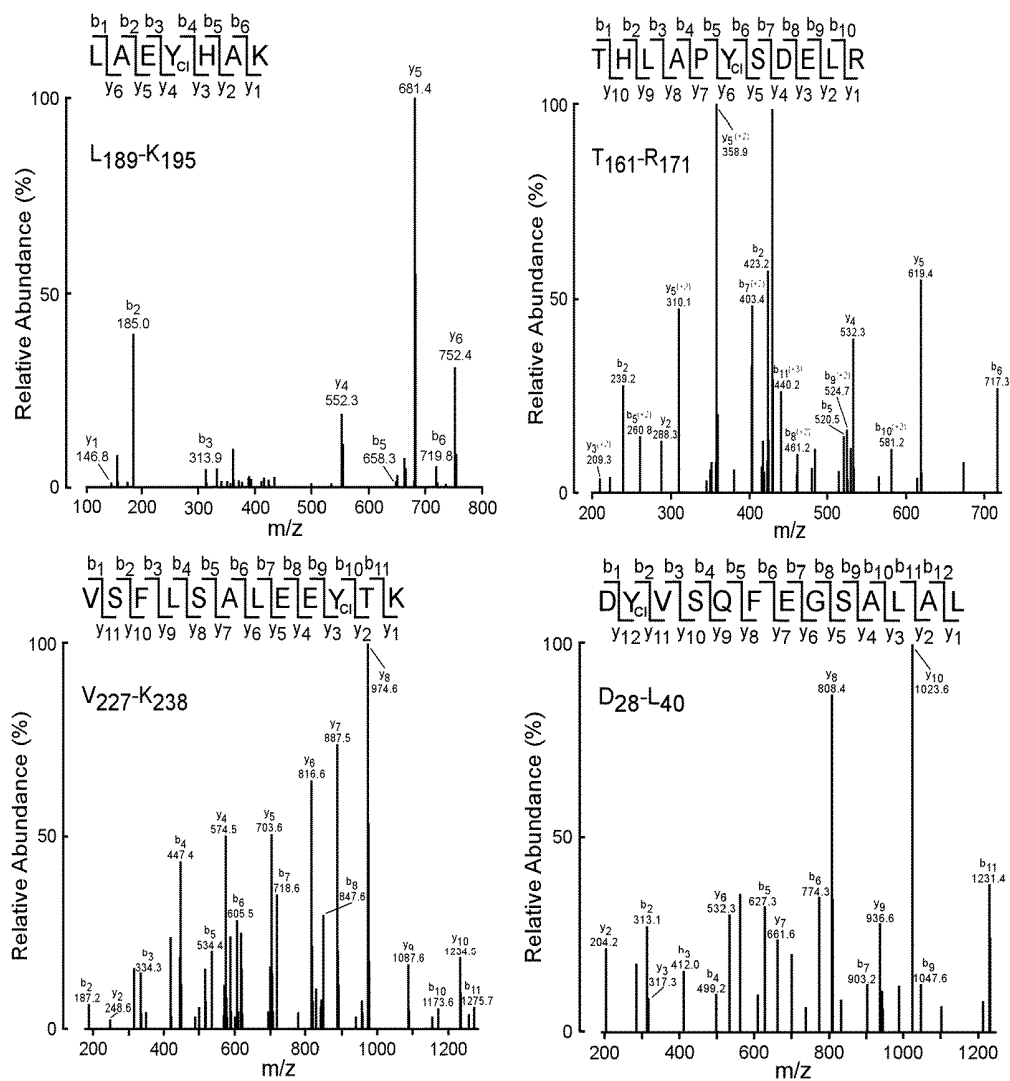 b1 b2 b3 b4 b5 b6
L A E YCl H A K
y6 y5 y4 y3 y2 y1
L189-K195
Relative Abundance (%)
100
50
0
y5
681.4
b2
185.0
y6
752.4
y4
552.3
y1
146.8
b3
313.9
b5
658.3
b6
719.8
100 200 300 400 500 600 700 800
m/z
b1 b2 b3 b4 b5 b6 b7 b8 b9 b10
T H L A P YCl S D E L R
y10 y9 y8 y7 y6 y5 y4 y3 y2 y1
T161-R171
Relative Abundance (%)
100
50
0
y5(+2)
358.9
b2
423.2
b7(+2)
403.4
y5(+2)
310.1
y5
619.4
y4
532.3
b2
239.2
b11(+3)
440.2
b9(+2)
524.7
b6
717.3
b5(+2)
260.8
y2
288.3
b5
520.5
b10(+2)
581.2
b8(+2)
461.2
y3(+2)
209.3
200 300 400 500 600 700
m/z
b1 b2 b3 b4 b5 b6 b7 b8 b9 b10 b11
V S F L S A L E E YCl T K
y11 y10 y9 y8 y7 y6 y5 y4 y3 y2 y1
V227-K238
Relative Abundance (%)
100
50
0
y8
974.6
y7
887.5
y6
816.6
y4
574.5
y5
703.6
b4
447.4
b7
718.6
b8
847.6
b6
605.5
b5
534.4
b3
334.3
y9
1087.6
y10
1234.5
b2
187.2
y2
248.6
b10
1173.6
b11
1275.7
200 400 600 800 1000 1200
m/z
b1 b2 b3 b4 b5 b6 b7 b8 b9 b10 b11 b12
D YCl V S Q F E G S A L A L
y12 y11 y10 y9 y8 y7 y6 y5 y4 y3 y2 y1
D28-L40
Relative Abundance (%)
100
50
0
y8
808.4
y10
1023.6
y6
532.3
b5
627.3
b6
774.3
y9
936.6
b11
1231.4
b2
313.1
y7
661.6
y2
204.2
y3
317.3
b3
412.0
b4
499.2
b7
903.2
b9
1047.6
200 400 600 800 1000 1200
m/z